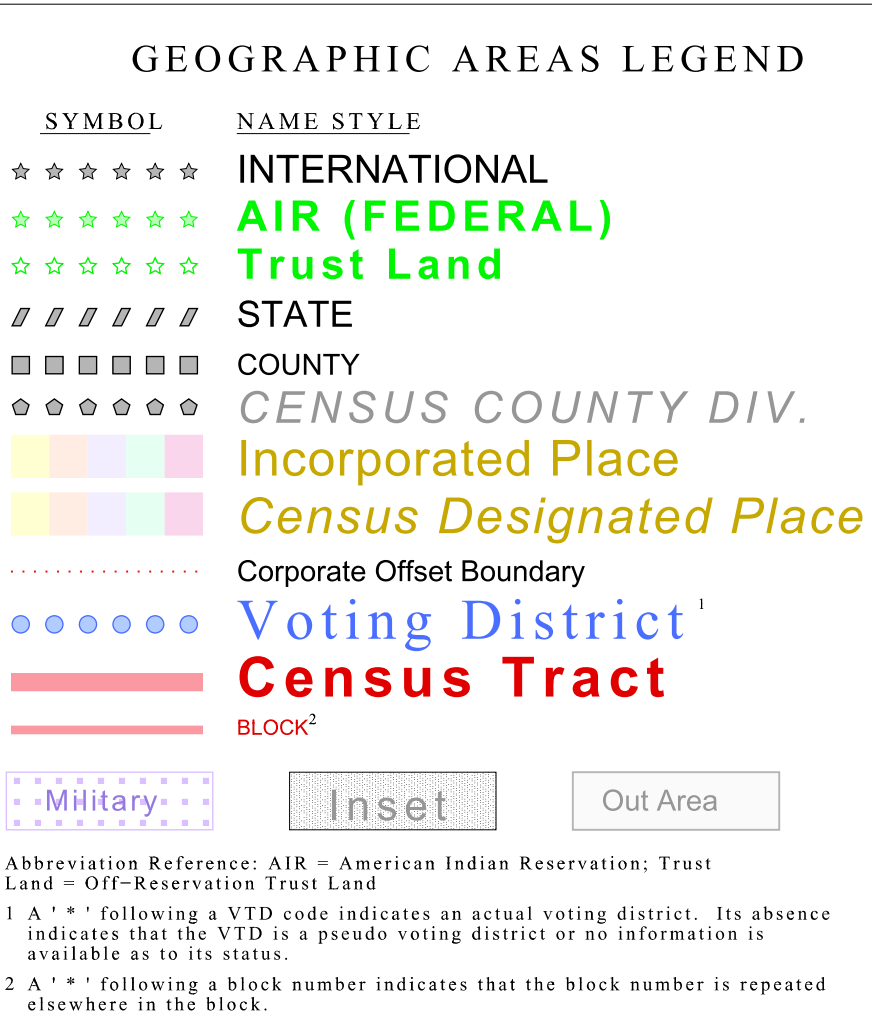 GEOGRAPHIC AREAS LEGEND
SYMBOL NAME STYLE
INTERNATIONAL
AIR (FEDERAL)
Trust Land
STATE
COUNTY
CENSUS COUNTY DIV.
Incorporated Place
Census Designated Place
Corporate Offset Boundary
Voting District 1
Census Tract
BLOCK2
Military Inset Out Area
Abbreviation Reference: AIR = American Indian Reservation; Trust
Land = Off−Reservation Trust Land
1 A ' * ' following a VTD code indicates an actual voting district. Its absence
indicates that the VTD is a pseudo voting district or no information is
available as to its status.
2 A ' * ' following a block number indicates that the block number is repeated
elsewhere in the block.